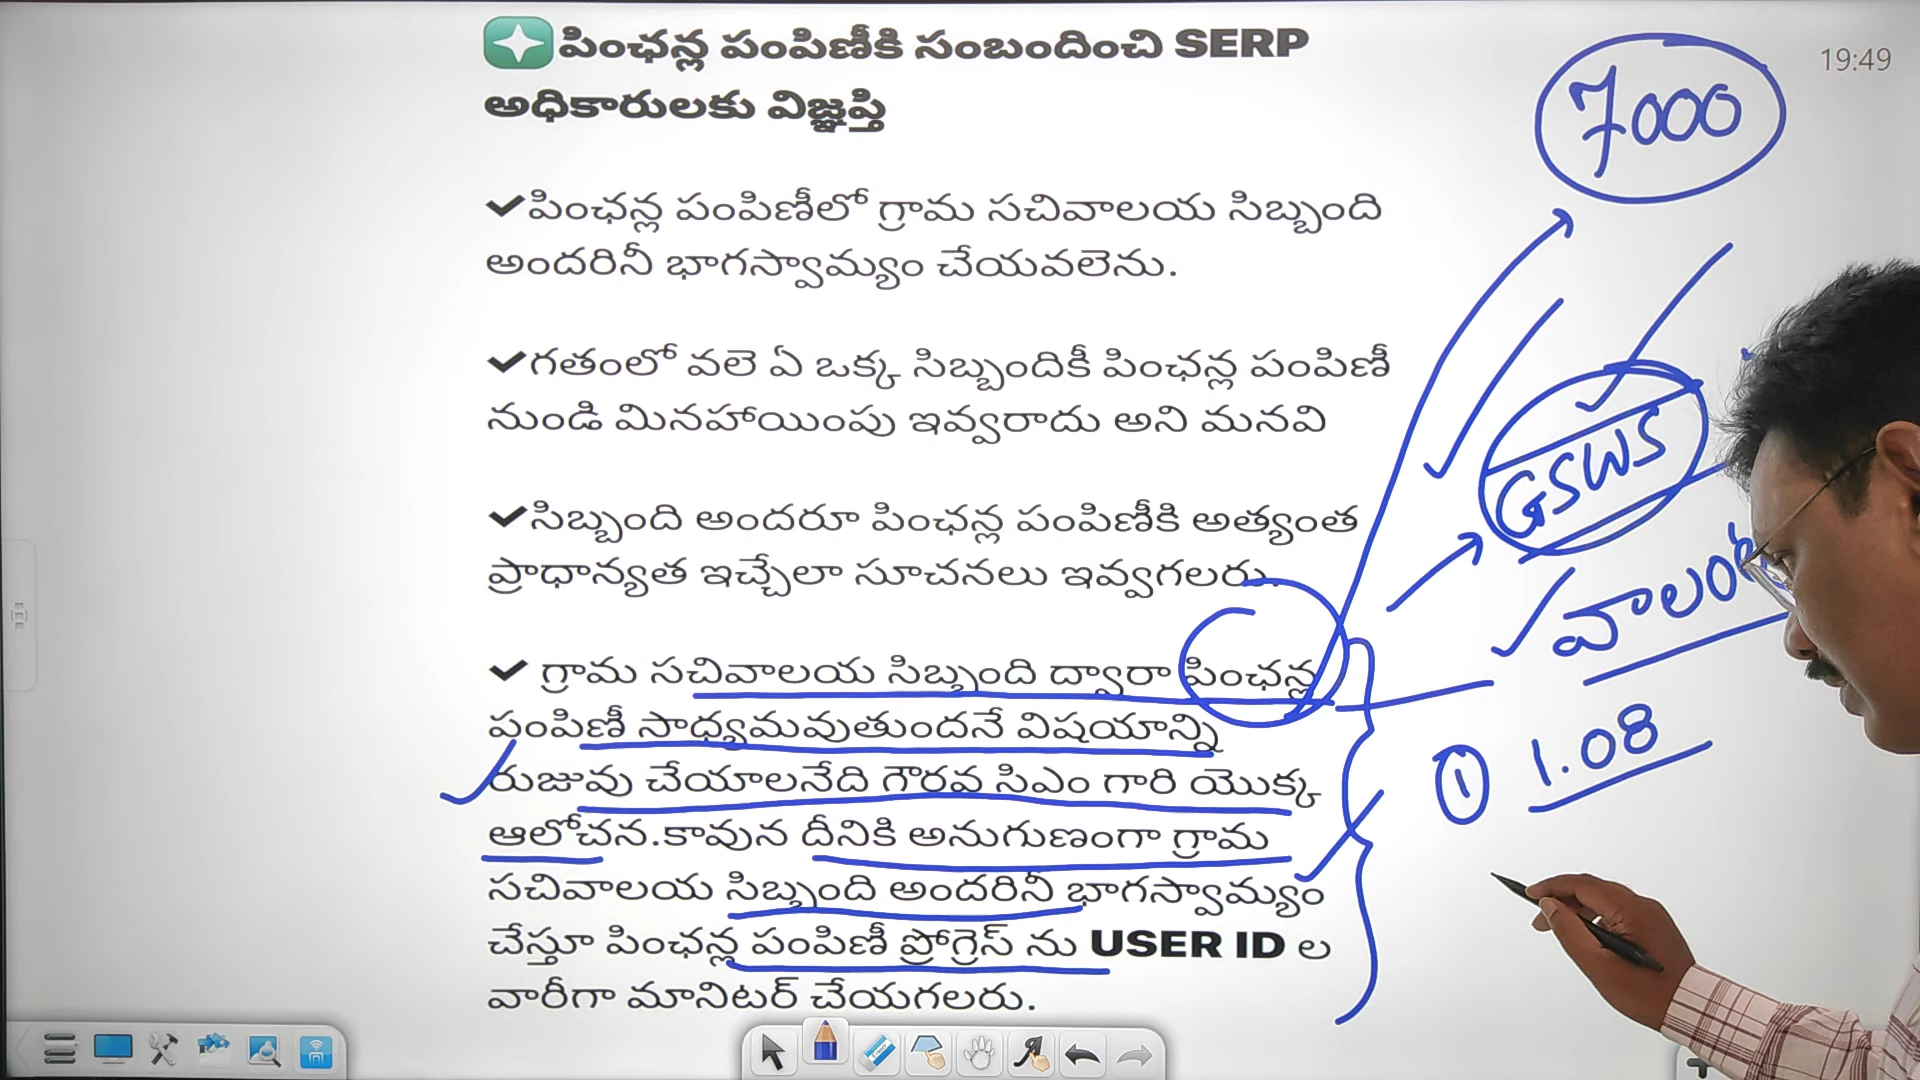 పింఛన్ల పంపిణీకి సంబందించి SERP
అధికారులకు విజ్ఞప్తి
✔పింఛన్ల పంపిణీలో గ్రామ సచివాలయ సిబ్బంది
అందరినీ భాగస్వామ్యం చేయవలెను.
✔గతంలో వలె ఏ ఒక్క సిబ్బందికీ పింఛన్ల పంపిణీ
నుండి మినహాయింపు ఇవ్వరాదు అని మనవి
✔సిబ్బంది అందరూ పింఛన్ల పంపిణీకి అత్యంత
ప్రాధాన్యత ఇచ్చేలా సూచనలు ఇవ్వగలరు.
✔ గ్రామ సచివాలయ సిబ్బంది ద్వారా పింఛన్ల
పంపిణీ సాధ్యమవుతుందనే విషయాన్ని
రుజువు చేయాలనేది గౌరవ సిఎం గారి యొక్క
ఆలోచన.కావున దీనికి అనుగుణంగా గ్రామ
సచివాలయ సిబ్బంది అందరినీ భాగస్వామ్యం
చేస్తూ పింఛన్ల పంపిణీ ప్రోగ్రెస్ ను USER ID ల
వారీగా మానిటర్ చేయగలరు.
19:49
7000
GSWS
① 1.08